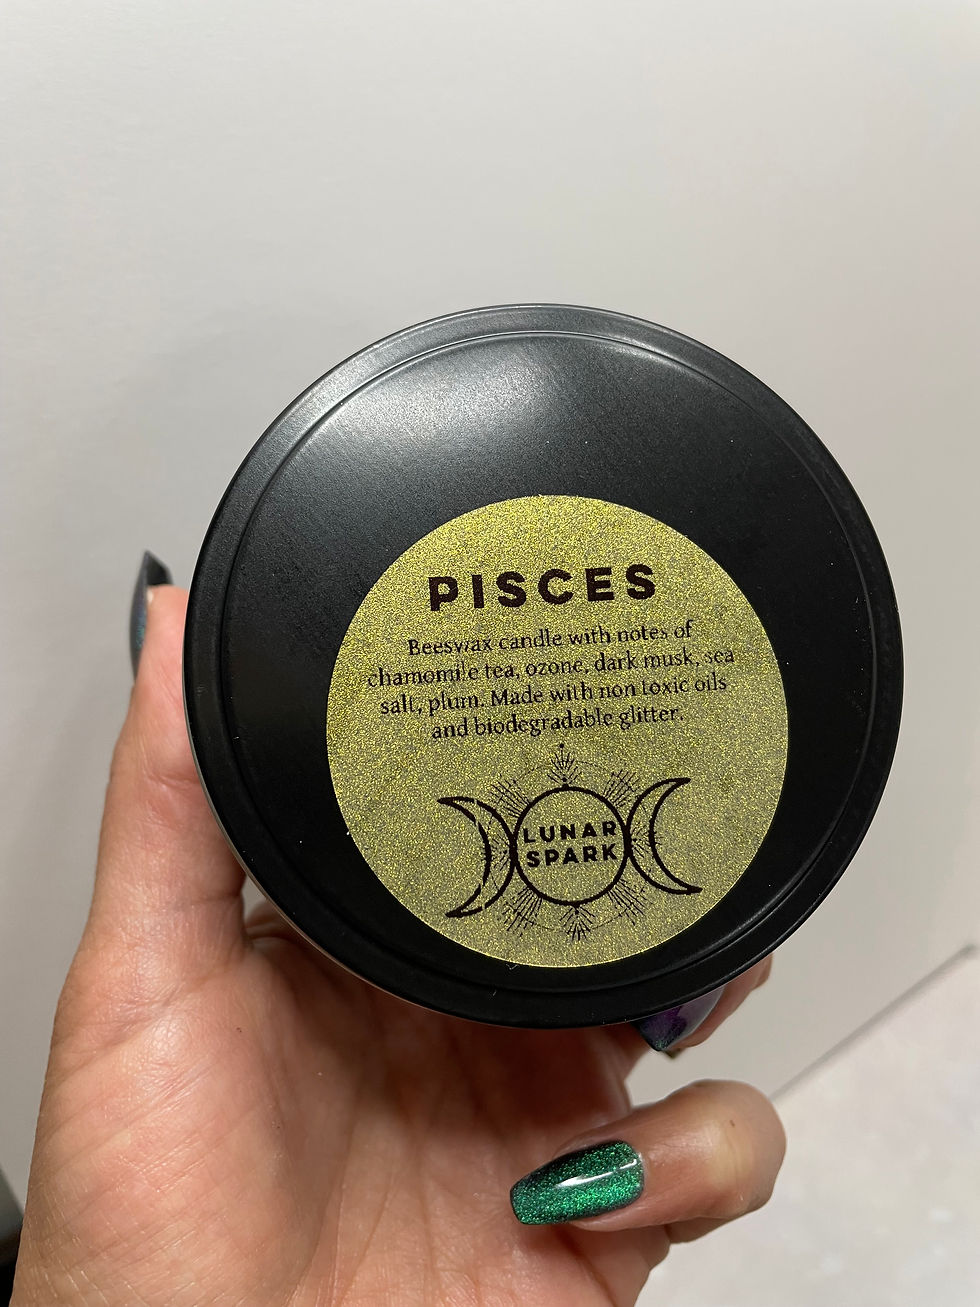 PISCES
Beeswax candle with notes of
chamomile tea, ozone, dark musk, sea
salt, plum. Made with non toxic oils
and biodegradable glitter.
LUNAR
SPARK